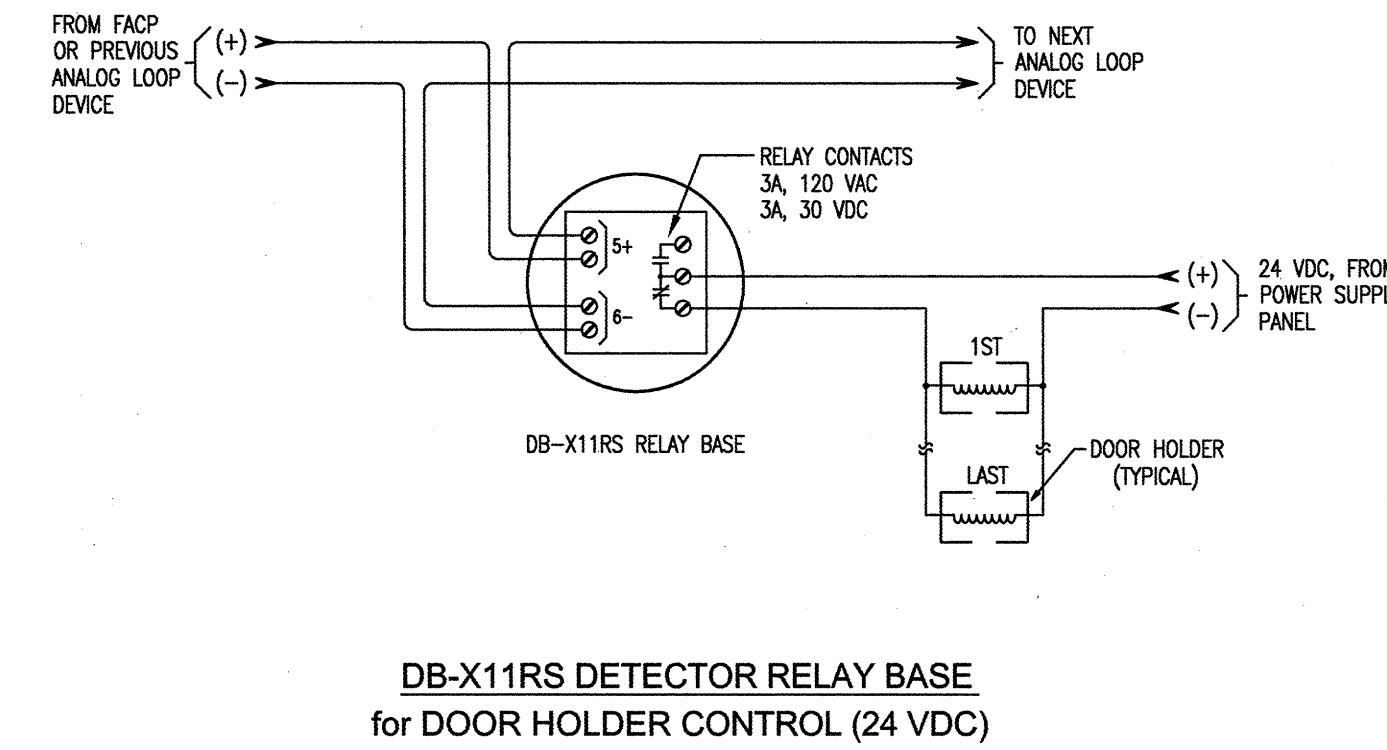 FROM FACP
OR PREVIOUS
ANALOG LOOP
DEVICE
(+)
(−)
TO NEXT
ANALOG LOOP
DEVICE
RELAY CONTACTS
3A, 120 VAC
3A, 30 VDC
5+
6−
(+)
(−)
24 VDC,
POWER
PANEL
1ST
DB−X11RS RELAY BASE
DOOR HOLDER
(TYPICAL)
LAST
DB-X11RS DETECTOR RELAY BASE
for DOOR HOLDER CONTROL (24 VDC)